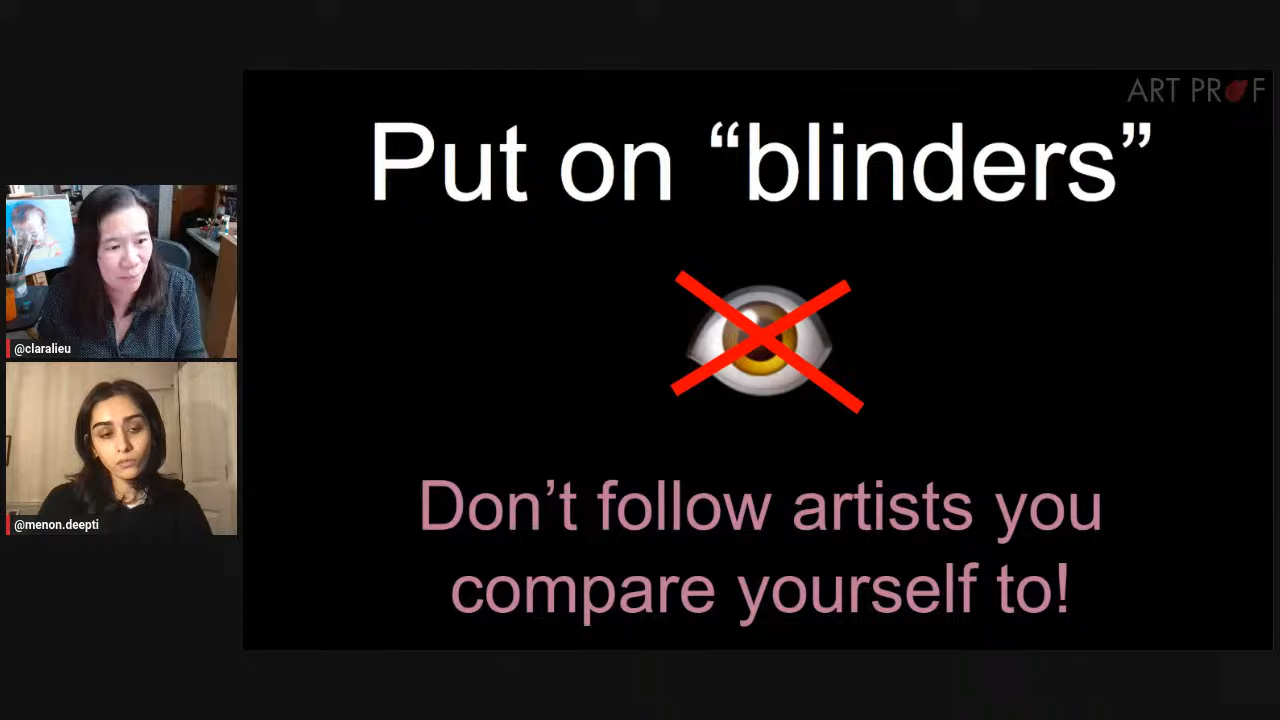 ART PROF
Put on “blinders”
Don’t follow artists you
compare yourself to!
@claralieu
@menon.deepti